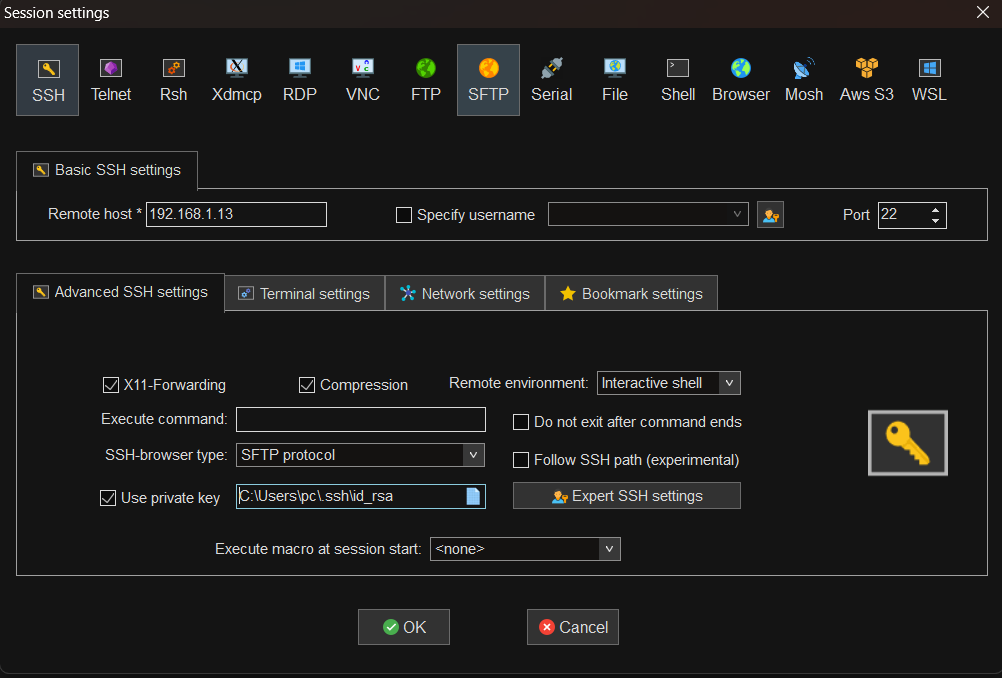 Session settings
SSH Telnet Rsh Xdmcp RDP VNC FTP SFTP Serial File Shell Browser Mosh Aws S3 WSL
Basic SSH settings
Remote host * 192.168.1.13 Specify username Port 22
Advanced SSH settings Terminal settings Network settings Bookmark settings
X11-Forwarding Compression Remote environment: Interactive shell
Execute command: Do not exit after command ends
SSH-browser type: SFTP protocol Follow SSH path (experimental)
Use private key C:\Users\pc\.ssh\id_rsa Expert SSH settings
Execute macro at session start: <none>
OK Cancel